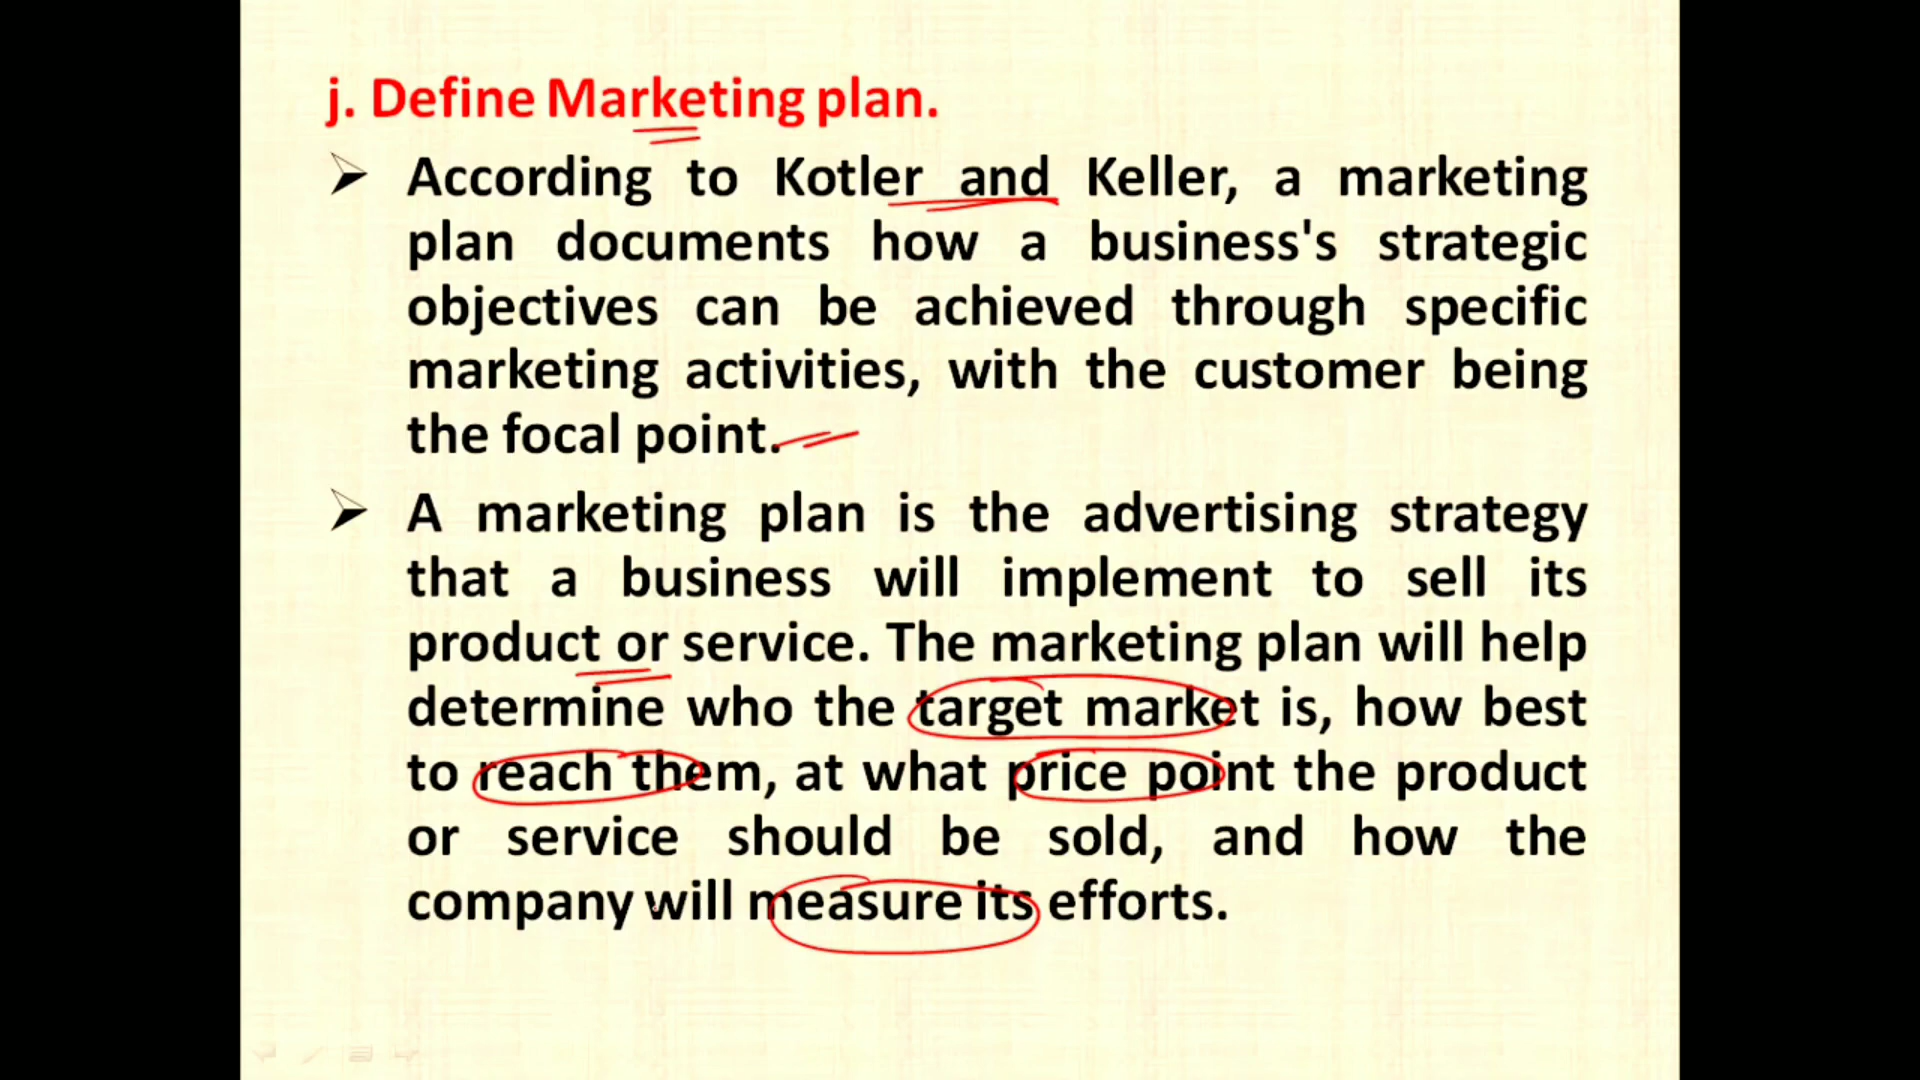 j. Define Marketing plan.
➢ According to Kotler and Keller, a marketing
plan documents how a business's strategic
objectives can be achieved through specific
marketing activities, with the customer being
the focal point.
➢ A marketing plan is the advertising strategy
that a business will implement to sell its
product or service. The marketing plan will help
determine who the target market is, how best
to reach them, at what price point the product
or service should be sold, and how the
company will measure its efforts.